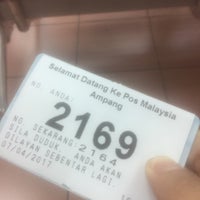 Selamat Datang Ke Pos Malaysia
Ampang
NO. ANDA:
2169
NO. SEKARANG: 2164
SILA DUDUK. ANDA AKAN
DILAYAN SEBENTAR LAGI.
07/04/2017